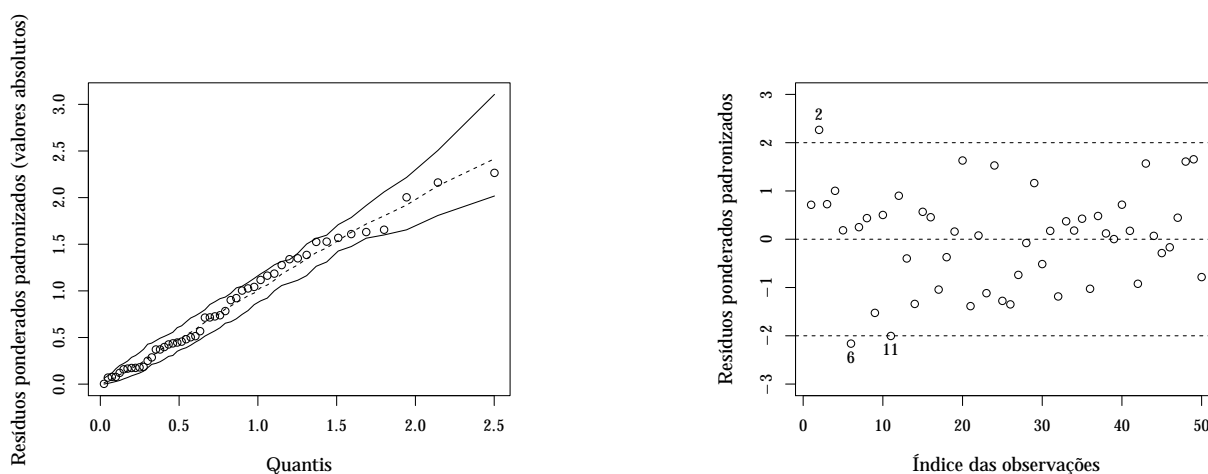 Resíduos ponderados padronizados (valores absolutos)
3.0
2.5
2.0
1.5
1.0
0.5
0.0
0.0 0.5 1.0 1.5 2.0 2.5
Quantis
Resíduos ponderados padronizados
3
2
1
0
−1
−2
−3
2
6
11
0 10 20 30 40 50
Índice das observações